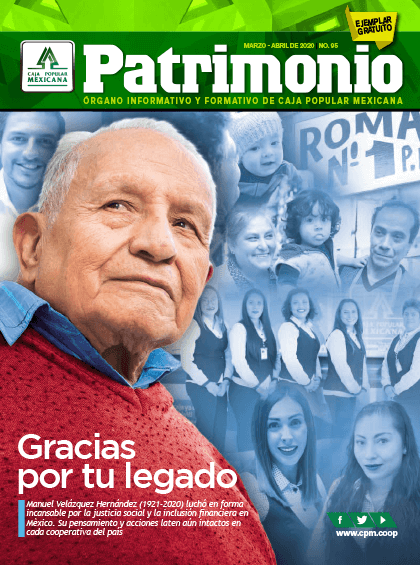 EJEMPLAR
GRATUITO
MARZO - ABRIL DE 2020 NO. 95
CAJA POPULAR
MEXICANA
Patrimonio
ÓRGANO INFORMATIVO Y FORMATIVO DE CAJA POPULAR MEXICANA
ROMA
Nº 1 P.
CAJA POPULAR
MEXICANA
Gracias
por tu legado
Manuel Velázquez Hernández (1921-2020) luchó en forma
incansable por la justicia social y la inclusión financiera en
México. Su pensamiento y acciones laten aún intactos en
cada cooperativa del país
www.cpm.coop